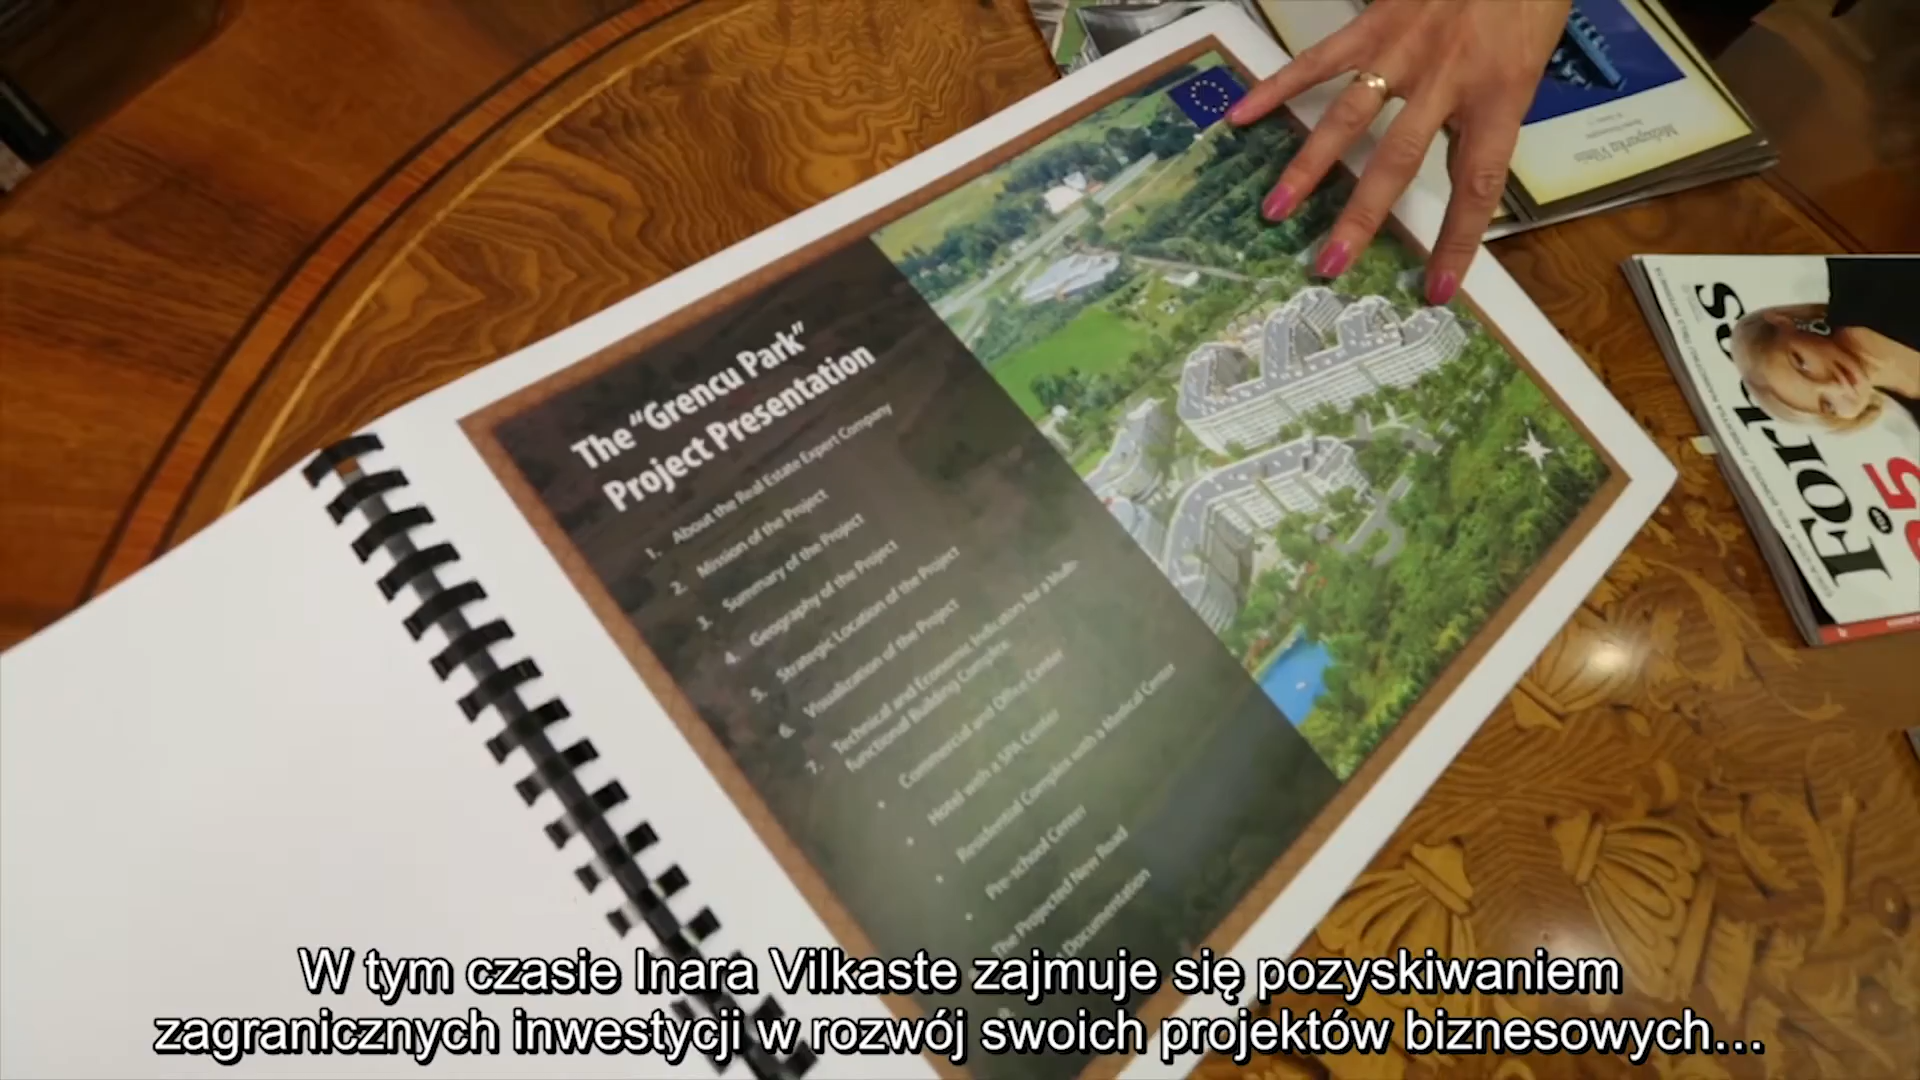 The "Grencu Park"
Project Presentation
1. About the Real Estate Expert Company
2. Mission of the Project
3. Summary of the Project
4. Geography of the Project
5. Strategic Location of the Project
6. Visualization of the Project
7. Technical and Economic Indicators for a Multi-
functional Building Complex
• Commercial and Office Center
• Hotel with a SPA Center
• Residential Complex with a Medical Center
• Pre-school Center
The Projected New Road
Documentation
Mežaparka Villa
Forbes
25
W tym czasie Inara Vilkaste zajmuje się pozyskiwaniem
zagranicznych inwestycji w rozwój swoich projektów biznesowych…